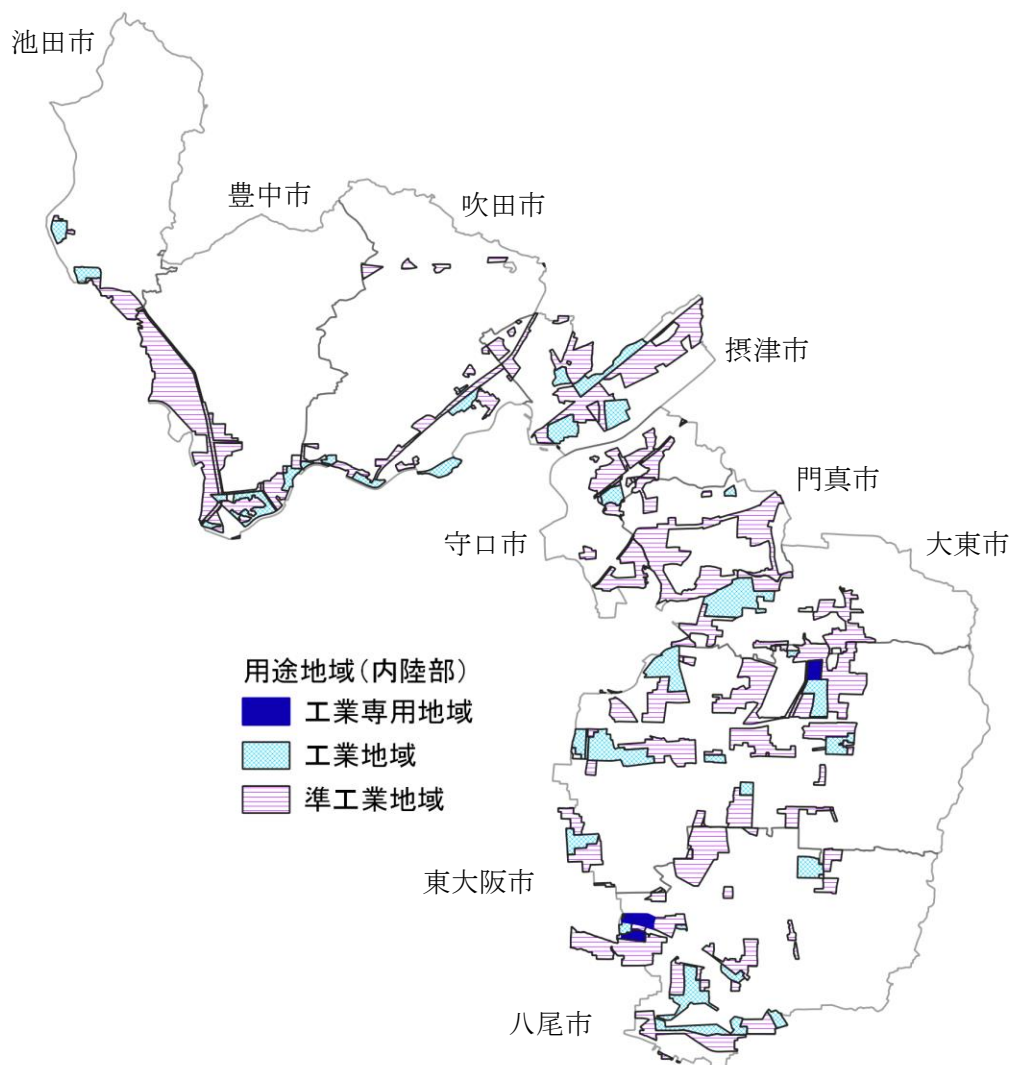 池田市
豊中市
吹田市
摂津市
門真市
守口市
大東市
用途地域(内陸部)
工業専用地域
工業地域
準工業地域
東大阪市
八尾市